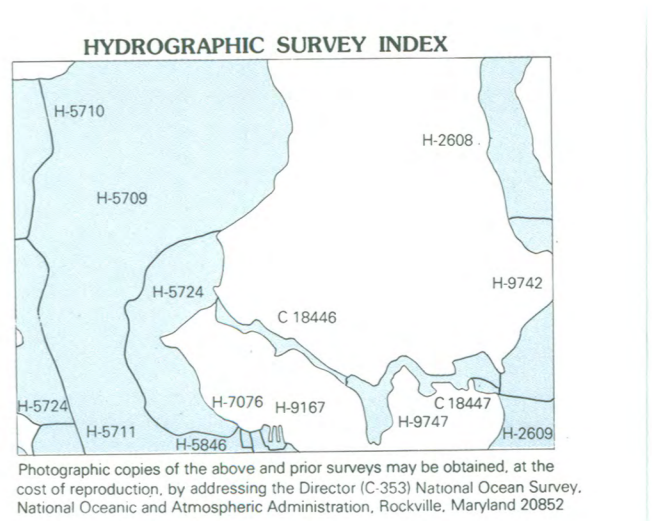 HYDROGRAPHIC SURVEY INDEX
H-5710
H-2608
H-5709
H-5724
H-9742
C 18446
H-5724
H-7076
H-9167
C 18447
H-5711
H-9747
H-5846
H-2609
Photographic copies of the above and prior surveys may be obtained, at the
cost of reproduction, by addressing the Director (C-353) National Ocean Survey.
National Oceanic and Atmospheric Administration, Rockville, Maryland 20852